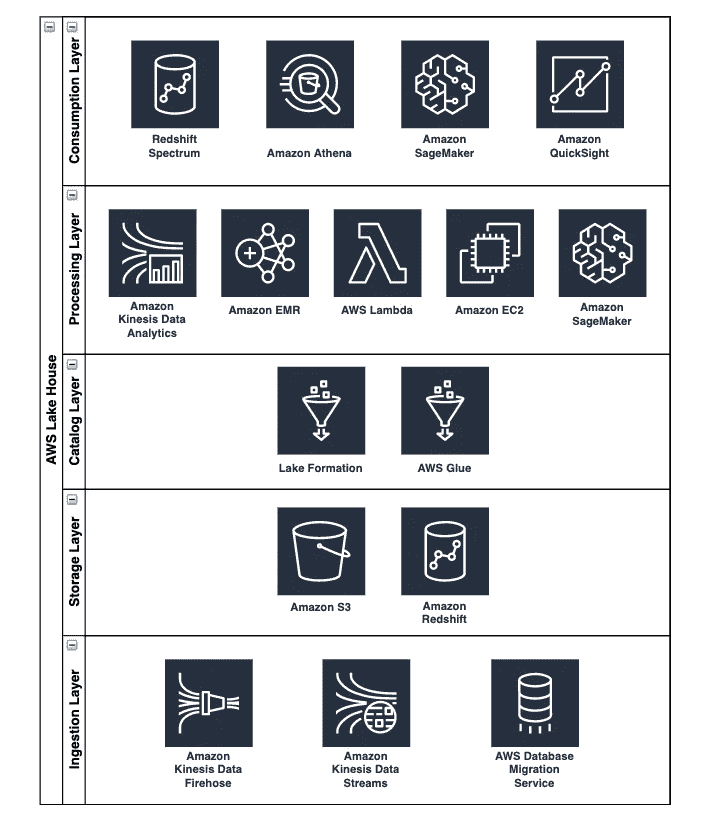 AWS Lake House
Consumption Layer
Redshift
Spectrum
Amazon Athena
Amazon
SageMaker
Amazon
QuickSight
Processing Layer
Amazon
Kinesis Data
Analytics
Amazon EMR
AWS Lambda
Amazon EC2
Amazon
SageMaker
Catalog Layer
Lake Formation
AWS Glue
Storage Layer
Amazon S3
Amazon
Redshift
Ingestion Layer
Amazon
Kinesis Data
Firehose
Amazon
Kinesis Data
Streams
AWS Database
Migration
Service